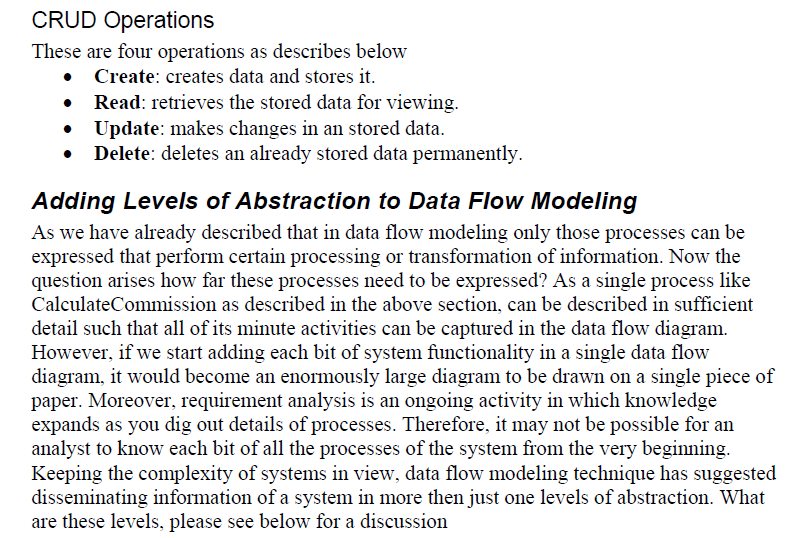 CRUD Operations
These are four operations as describes below
• Create: creates data and stores it.
• Read: retrieves the stored data for viewing.
• Update: makes changes in an stored data.
• Delete: deletes an already stored data permanently.
Adding Levels of Abstraction to Data Flow Modeling
As we have already described that in data flow modeling only those processes can be
expressed that perform certain processing or transformation of information. Now the
question arises how far these processes need to be expressed? As a single process like
CalculateCommission as described in the above section, can be described in sufficient
detail such that all of its minute activities can be captured in the data flow diagram.
However, if we start adding each bit of system functionality in a single data flow
diagram, it would become an enormously large diagram to be drawn on a single piece of
paper. Moreover, requirement analysis is an ongoing activity in which knowledge
expands as you dig out details of processes. Therefore, it may not be possible for an
analyst to know each bit of all the processes of the system from the very beginning.
Keeping the complexity of systems in view, data flow modeling technique has suggested
disseminating information of a system in more then just one levels of abstraction. What
are these levels, please see below for a discussion